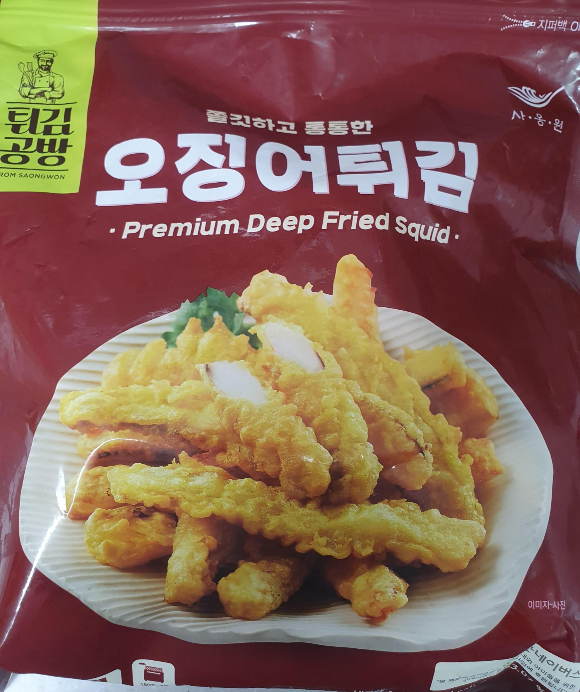 지퍼백
튀김
공방
FROM SAONGWON
사·옹·원
쫄깃하고 통통한
오징어튀김
· Premium Deep Fried Squid ·
이미지 사진